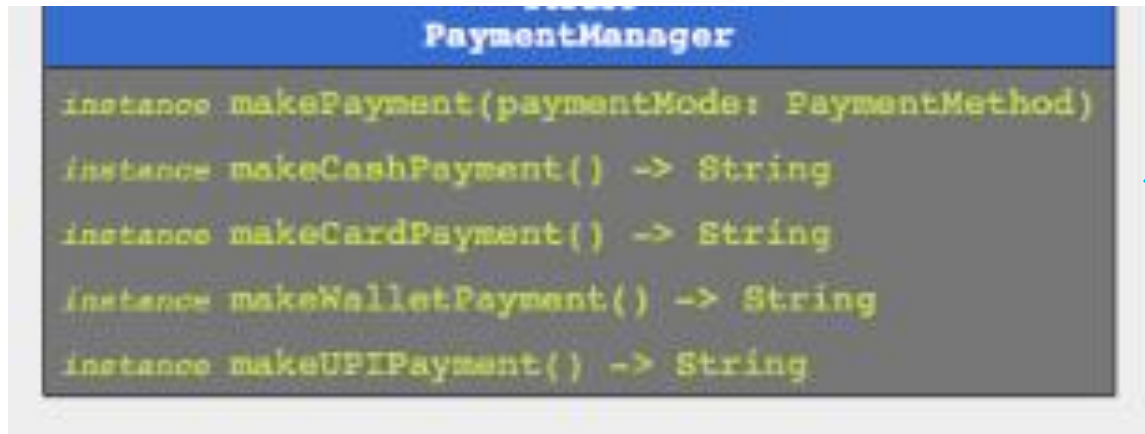 PaymentManager
instance makePayment(paymentMode: PaymentMethod)
instance makeCashPayment() -> String
instance makeCardPayment() -> String
instance makeWalletPayment() -> String
instance makeUPIPayment() -> String